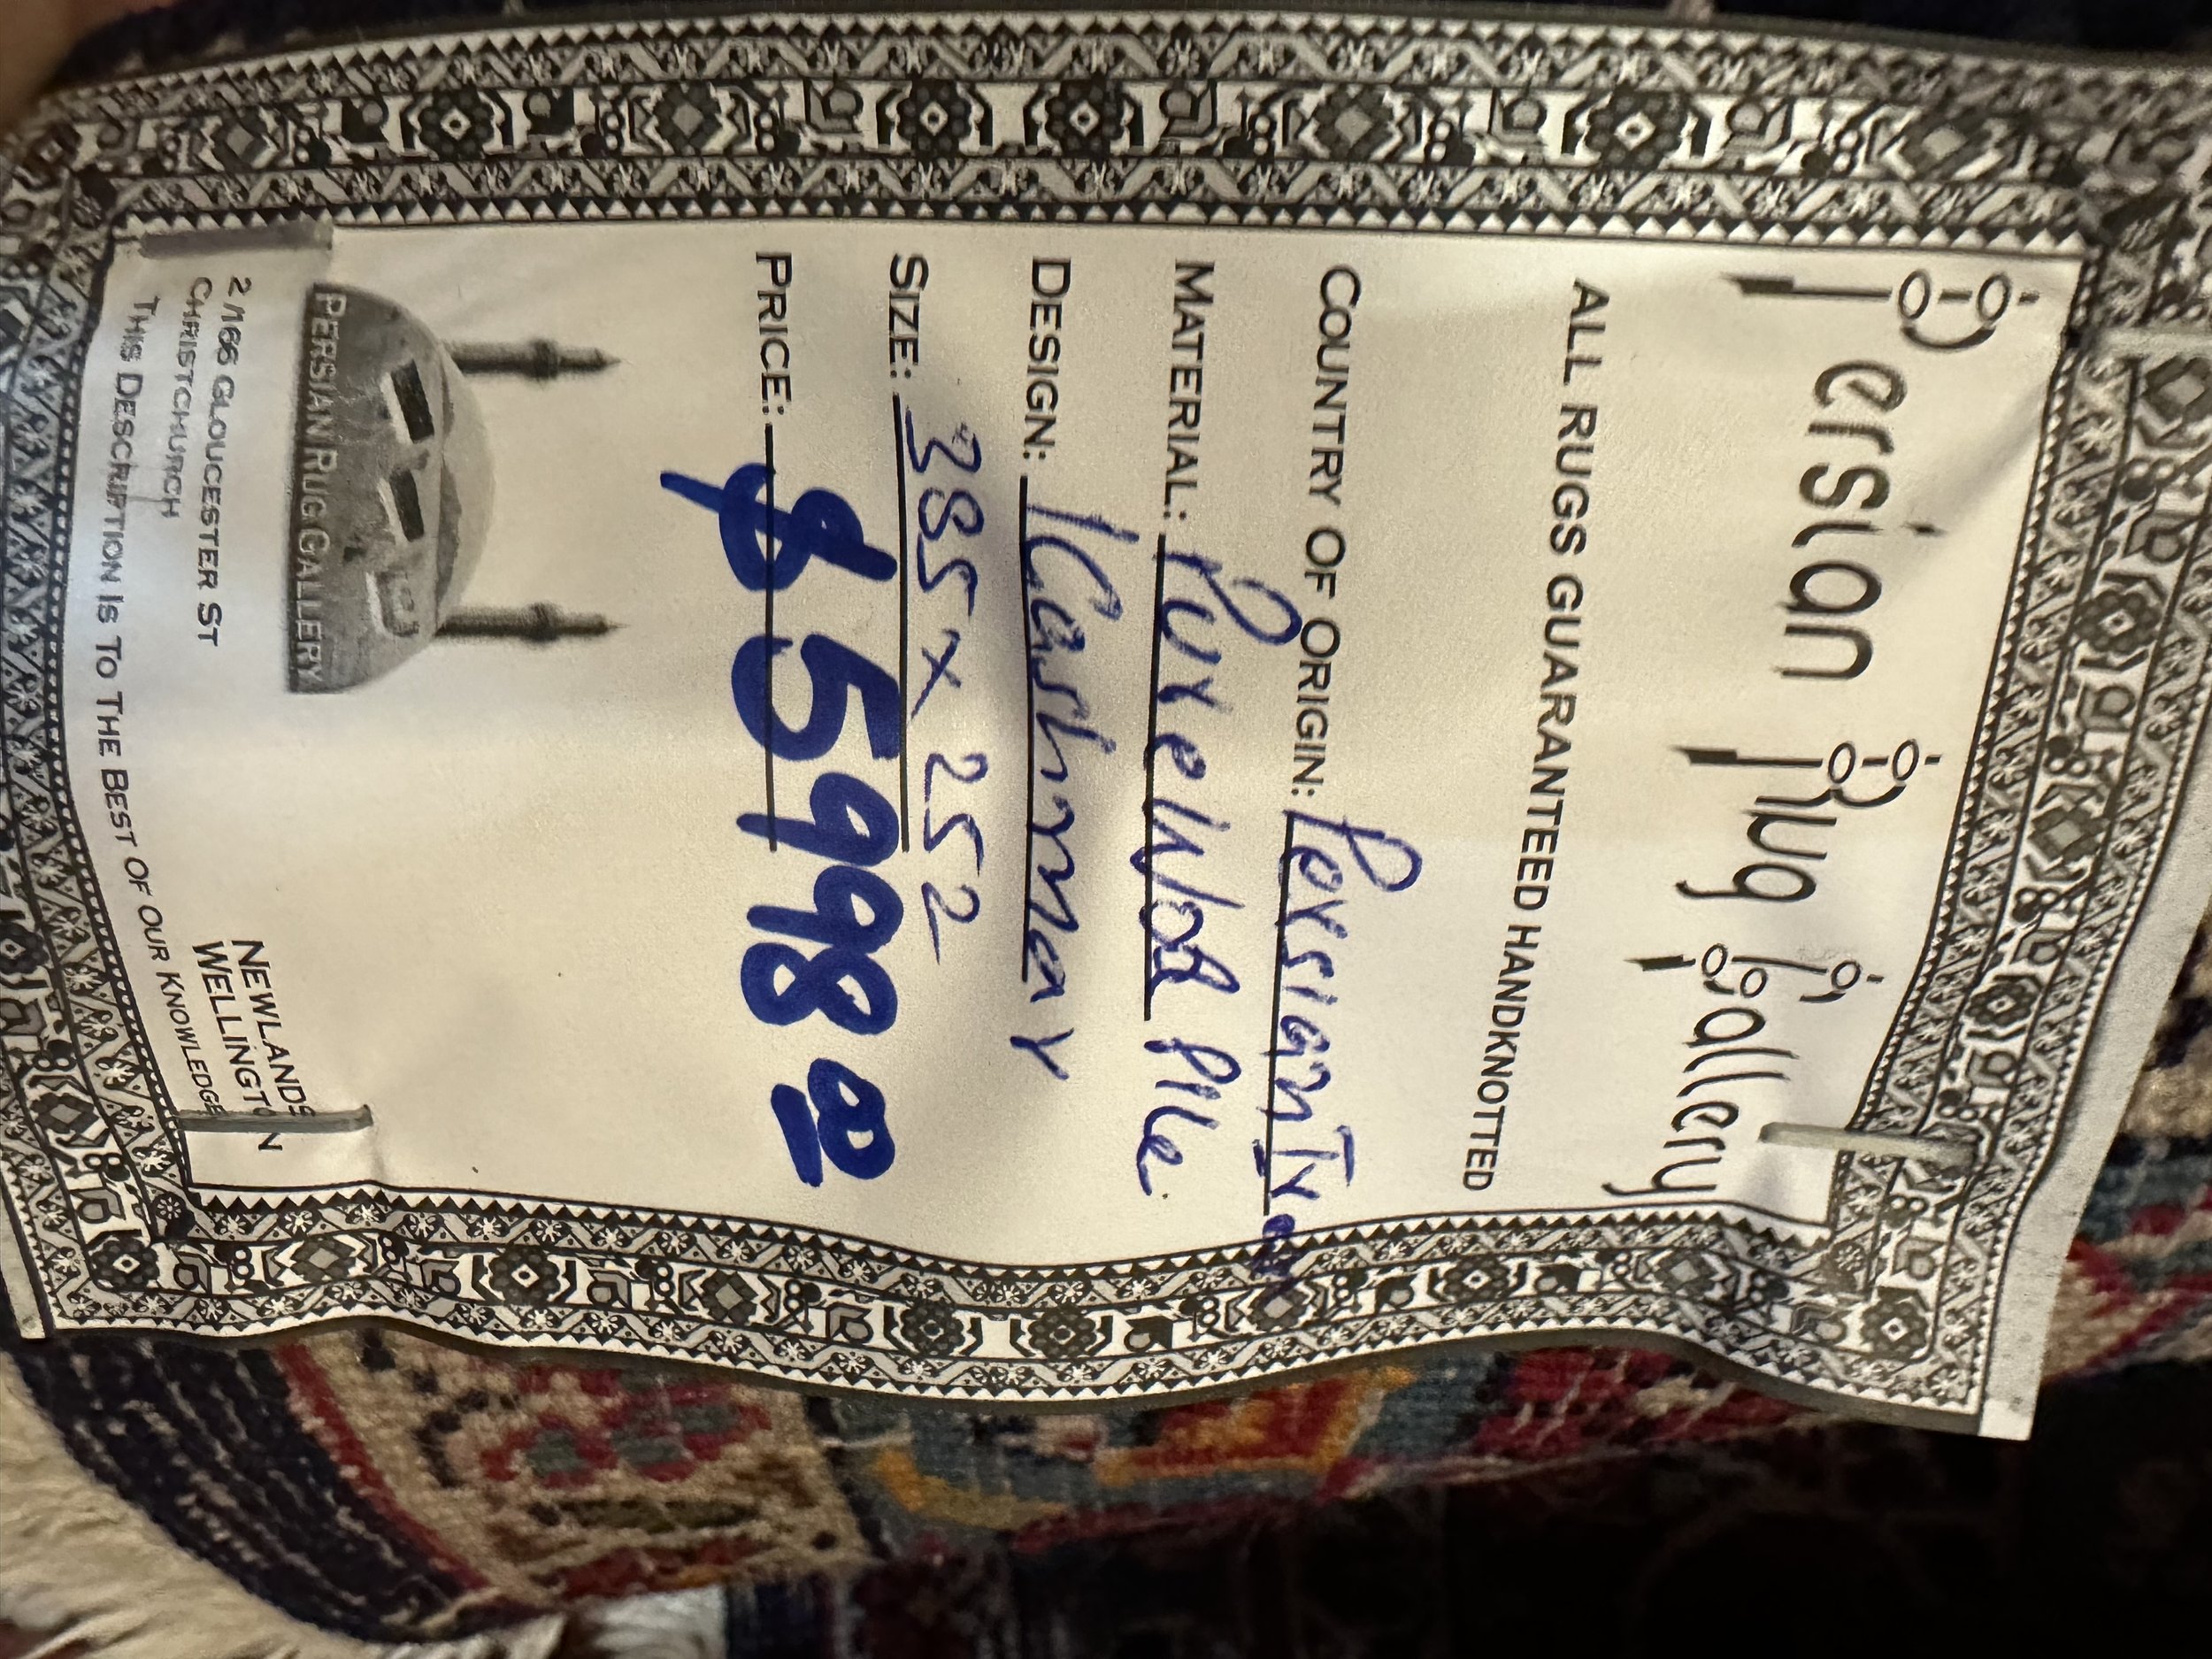 Persian Rug Gallery
ALL RUGS GUARANTEED HANDKNOTTED
COUNTRY OF ORIGIN: Persian Iran
MATERIAL: Pure Wool Pile
DESIGN: Kashmar
SIZE: 385 x 252
PRICE: $5998 00
PERSIAN RUG GALLERY
2/166 GLOUCESTER ST
CHRISTCHURCH
NEWLANDS
WELLINGTON
THIS DESCRIPTION IS TO THE BEST OF OUR KNOWLEDGE